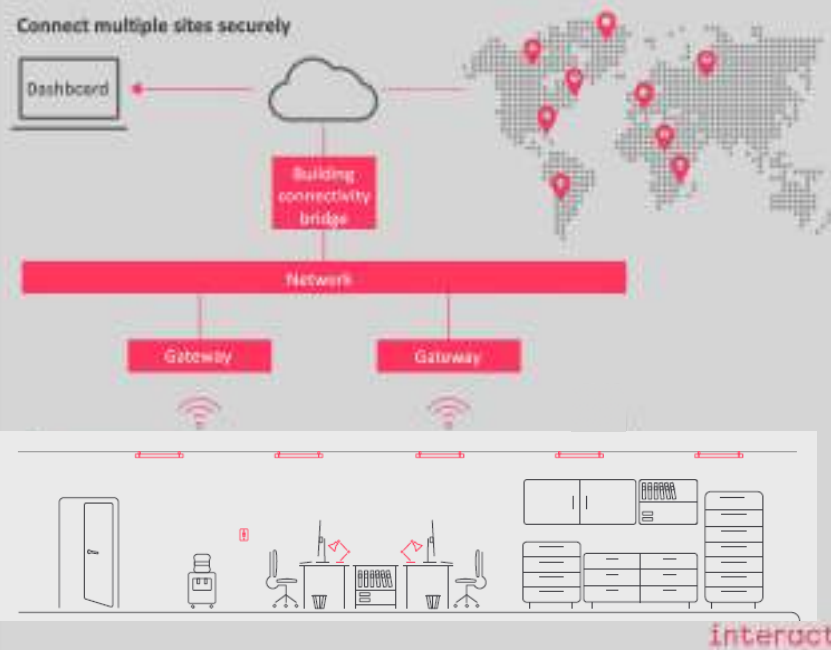 Connect multiple sites securely
Dashboard
Building
connectivity
bridge
Network
Gateway
Gateway
interact